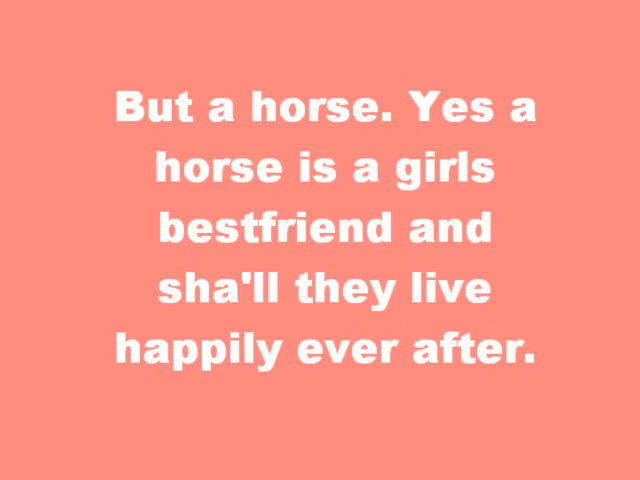 But a horse. Yes a
horse is a girls
bestfriend and
sha'll they live
happily ever after.